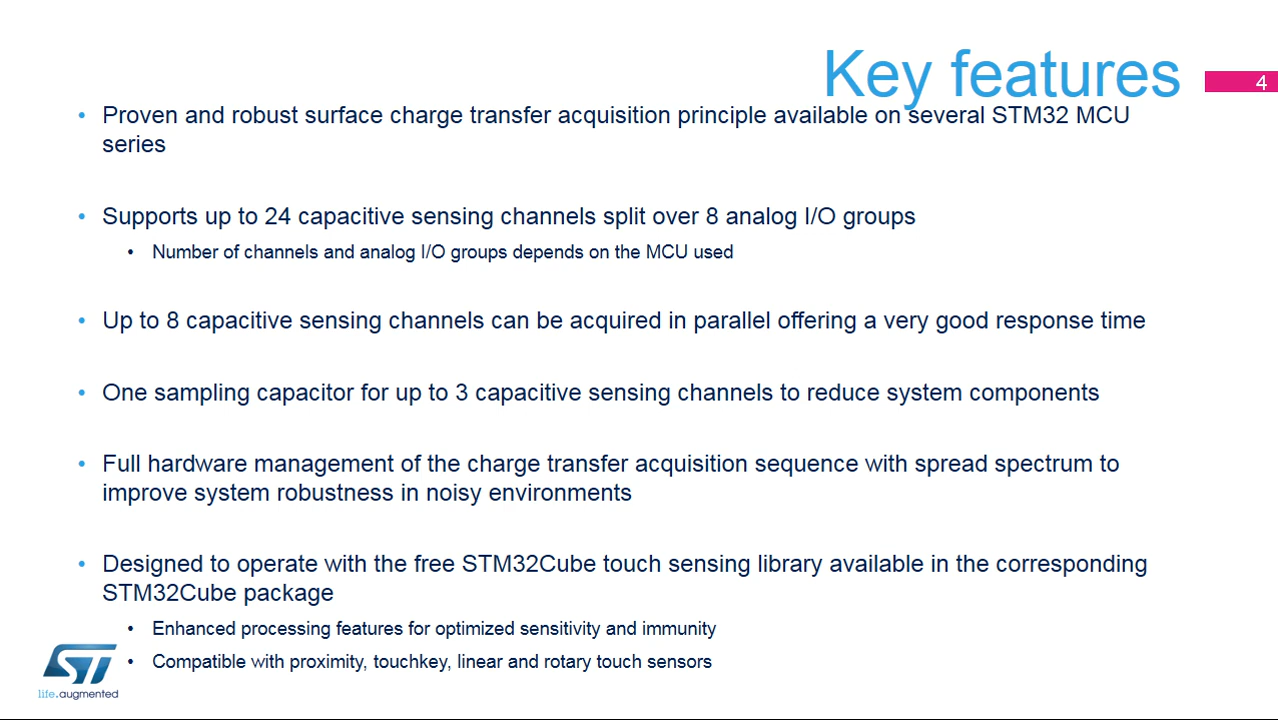 Key features
4
• Proven and robust surface charge transfer acquisition principle available on several STM32 MCU
series
• Supports up to 24 capacitive sensing channels split over 8 analog I/O groups
• Number of channels and analog I/O groups depends on the MCU used
• Up to 8 capacitive sensing channels can be acquired in parallel offering a very good response time
• One sampling capacitor for up to 3 capacitive sensing channels to reduce system components
• Full hardware management of the charge transfer acquisition sequence with spread spectrum to
improve system robustness in noisy environments
• Designed to operate with the free STM32Cube touch sensing library available in the corresponding
STM32Cube package
• Enhanced processing features for optimized sensitivity and immunity
• Compatible with proximity, touchkey, linear and rotary touch sensors
ST
life.augmented